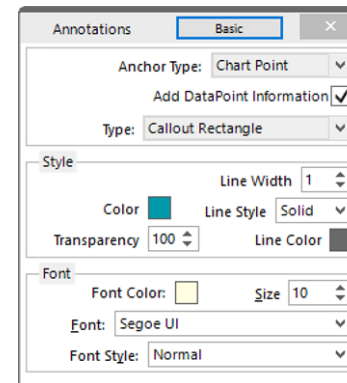 Annotations Basic
Anchor Type: Chart Point
Add DataPoint Information
Type: Callout Rectangle
Style
Line Width 1
Color Line Style Solid
Transparency 100 Line Color
Font
Font Color: Size 10
Font: Segoe UI
Font Style: Normal